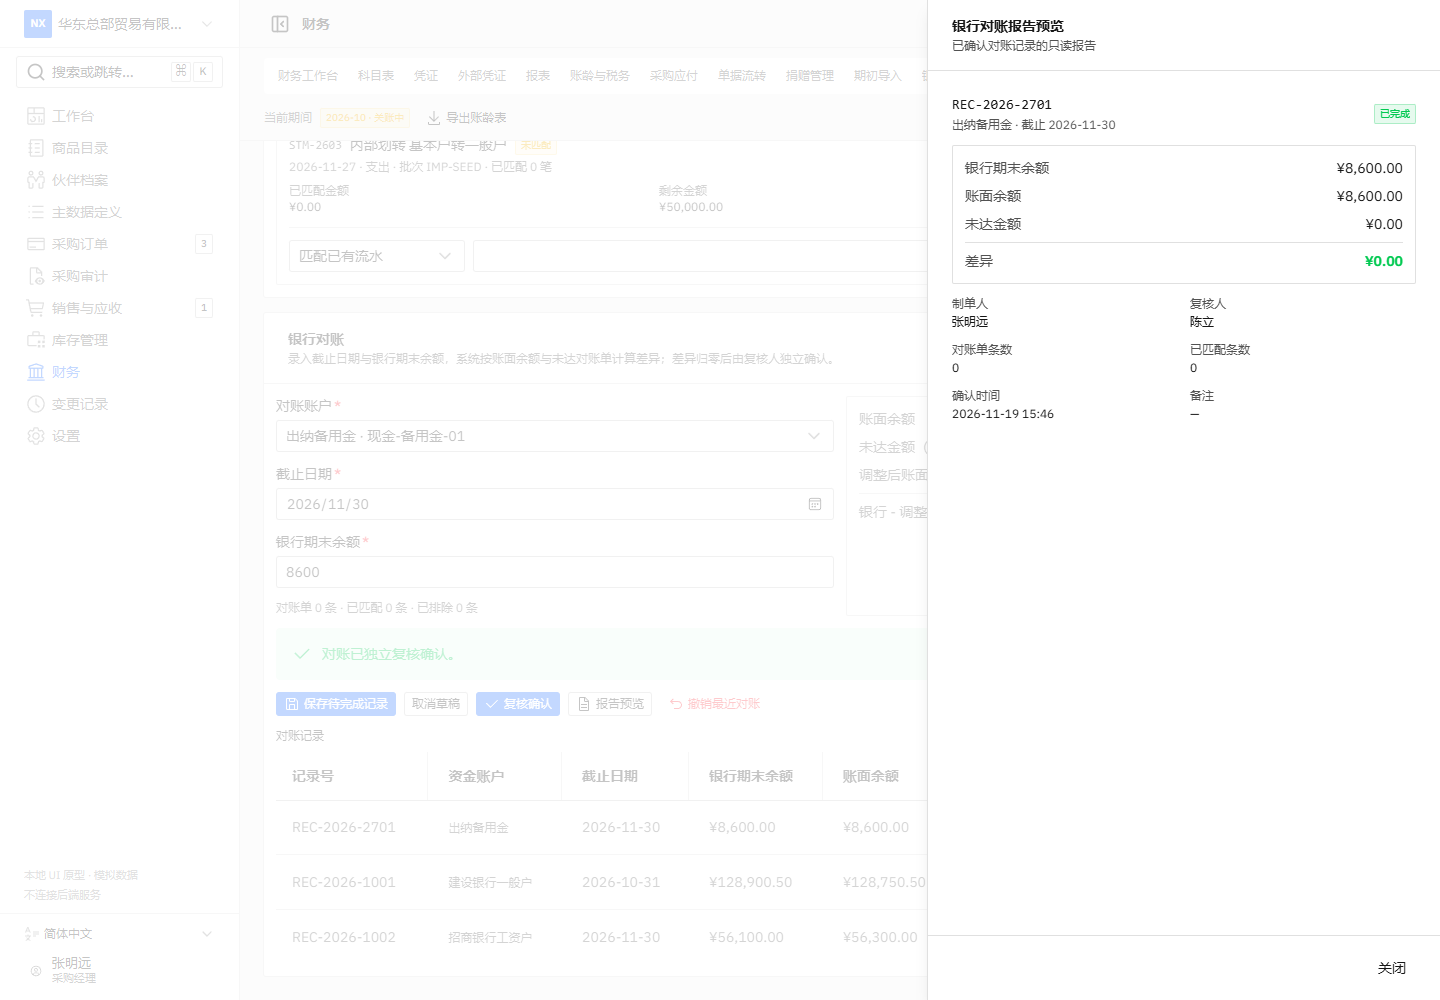 NX 华东总部贸易有限...
搜索或跳转... ⌘ K
工作台
商品目录
伙伴档案
主数据定义
采购订单 3
采购审计
销售与应收 1
库存管理
财务
变更记录
设置
本地 UI 原型 · 模拟数据
不连接后端服务
简体中文
张明远
采购经理
财务
财务工作台 科目表 凭证 外部凭证 报表 账龄与税务 采购应付 单据流转 捐赠管理 期初导入
当前期间 2026-10 · 关账中 导出账龄表
STM-2603 内部划转 基本户转一般户 未匹配
2026-11-27 · 支出 · 批次 IMP-SEED · 已匹配 0 笔
已匹配金额 剩余金额
¥0.00 ¥50,000.00
匹配已有流水
银行对账
录入截止日期与银行期末余额，系统按账面余额与未达对账单计算差异；差异归零后由复核人独立确认。
对账账户 *
出纳备用金 · 现金-备用金-01
截止日期 *
2026/11/30
银行期末余额 *
8600
对账单 0 条 · 已匹配 0 条 · 已排除 0 条
账面余额
未达金额（
调整后账面
银行 - 调整
对账已独立复核确认。
保存待完成记录 取消草稿 复核确认 报告预览 撤销最近对账
对账记录
记录号 资金账户 截止日期 银行期末余额 账面余额
REC-2026-2701 出纳备用金 2026-11-30 ¥8,600.00 ¥8,600.00
REC-2026-1001 建设银行一般户 2026-10-31 ¥128,900.50 ¥128,750.50
REC-2026-1002 招商银行工资户 2026-11-30 ¥56,100.00 ¥56,300.00
银行对账报告预览
已确认对账记录的只读报告
REC-2026-2701
出纳备用金 · 截止 2026-11-30
已完成
银行期末余额 ¥8,600.00
账面余额 ¥8,600.00
未达金额 ¥0.00
差异 ¥0.00
制单人 复核人
张明远 陈立
对账单条数 已匹配条数
0 0
确认时间 备注
2026-11-19 15:46 —
关闭